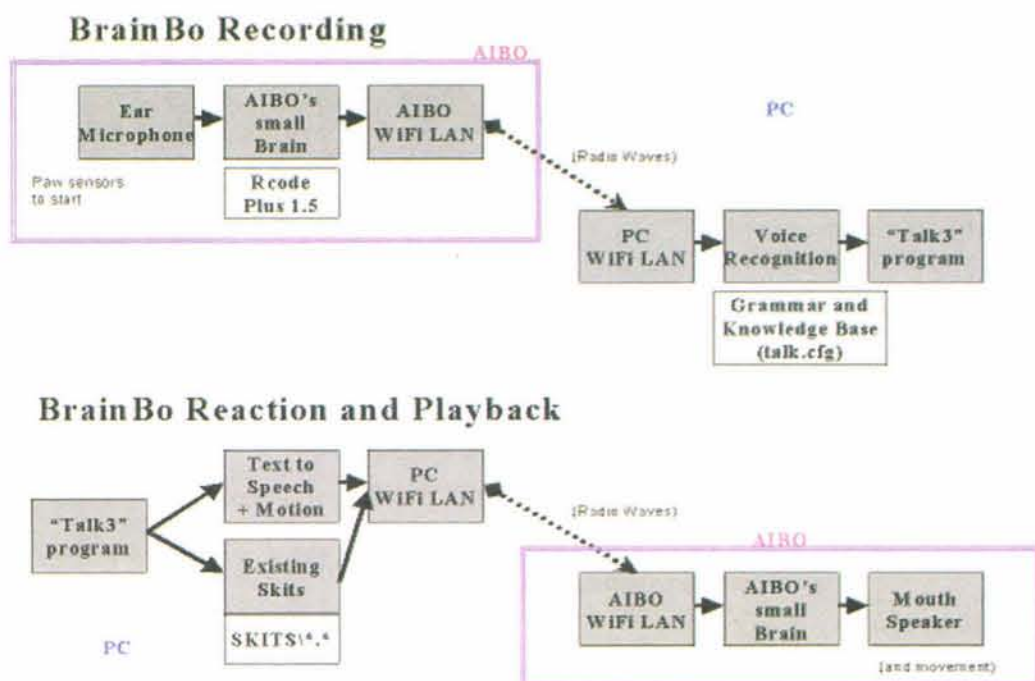 BrainBo Recording
AIBO
Ear
Microphone
AIBO's
small
Brain
AIBO
WiFi LAN
PC
Paw sensors
to start
Rcode
Plus 1.5
(Radio Waves)
PC
WiFi LAN
Voice
Recognition
“Talk3”
program
Grammar and
Knowledge Base
(talk.cfg)
BrainBo Reaction and Playback
“Talk3”
program
Text to
Speech
+ Motion
PC
WiFi LAN
Existing
Skits
SKITS\*.*
PC
(Radio Waves)
AIBO
AIBO
WiFi LAN
AIBO's
small
Brain
Mouth
Speaker
(and movement)